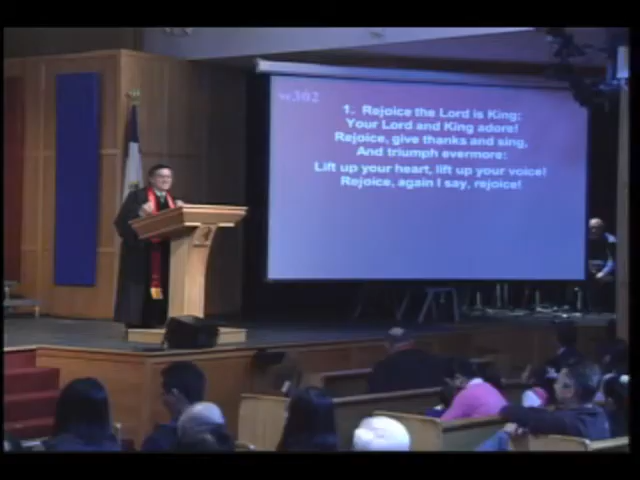 w302
1. Rejoice the Lord is King:
Your Lord and King adore!
Rejoice, give thanks and sing,
And triumph evermore:
Lift up your heart, lift up your voice!
Rejoice, again I say, rejoice!